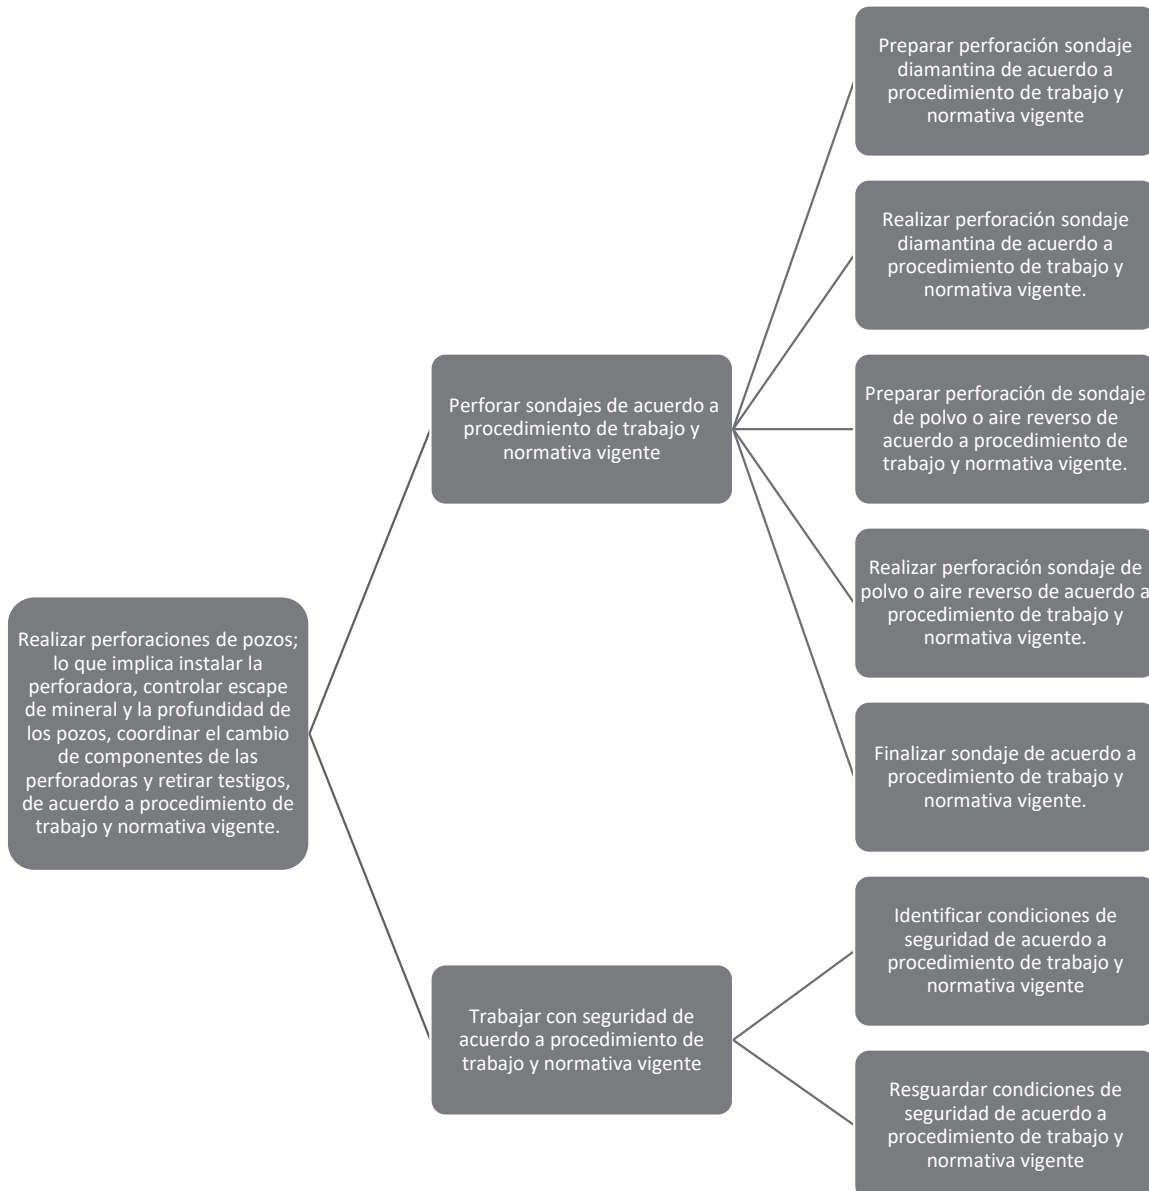 Realizar perforaciones de pozos;
lo que implica instalar la
perforadora, controlar escape
de mineral y la profundidad de
los pozos, coordinar el cambio
de componentes de las
perforadoras y retirar testigos,
de acuerdo a procedimiento de
trabajo y normativa vigente.
Perforar sondajes de acuerdo a
procedimiento de trabajo y
normativa vigente
Preparar perforación sondaje
diamantina de acuerdo a
procedimiento de trabajo y
normativa vigente
Realizar perforación sondaje
diamantina de acuerdo a
procedimiento de trabajo y
normativa vigente.
Preparar perforación de sondaje
de polvo o aire reverso de
acuerdo a procedimiento de
trabajo y normativa vigente.
Realizar perforación sondaje de
polvo o aire reverso de acuerdo a
procedimiento de trabajo y
normativa vigente.
Finalizar sondaje de acuerdo a
procedimiento de trabajo y
normativa vigente.
Trabajar con seguridad de
acuerdo a procedimiento de
trabajo y normativa vigente
Identificar condiciones de
seguridad de acuerdo a
procedimiento de trabajo y
normativa vigente
Resguardar condiciones de
seguridad de acuerdo a
procedimiento de trabajo y
normativa vigente